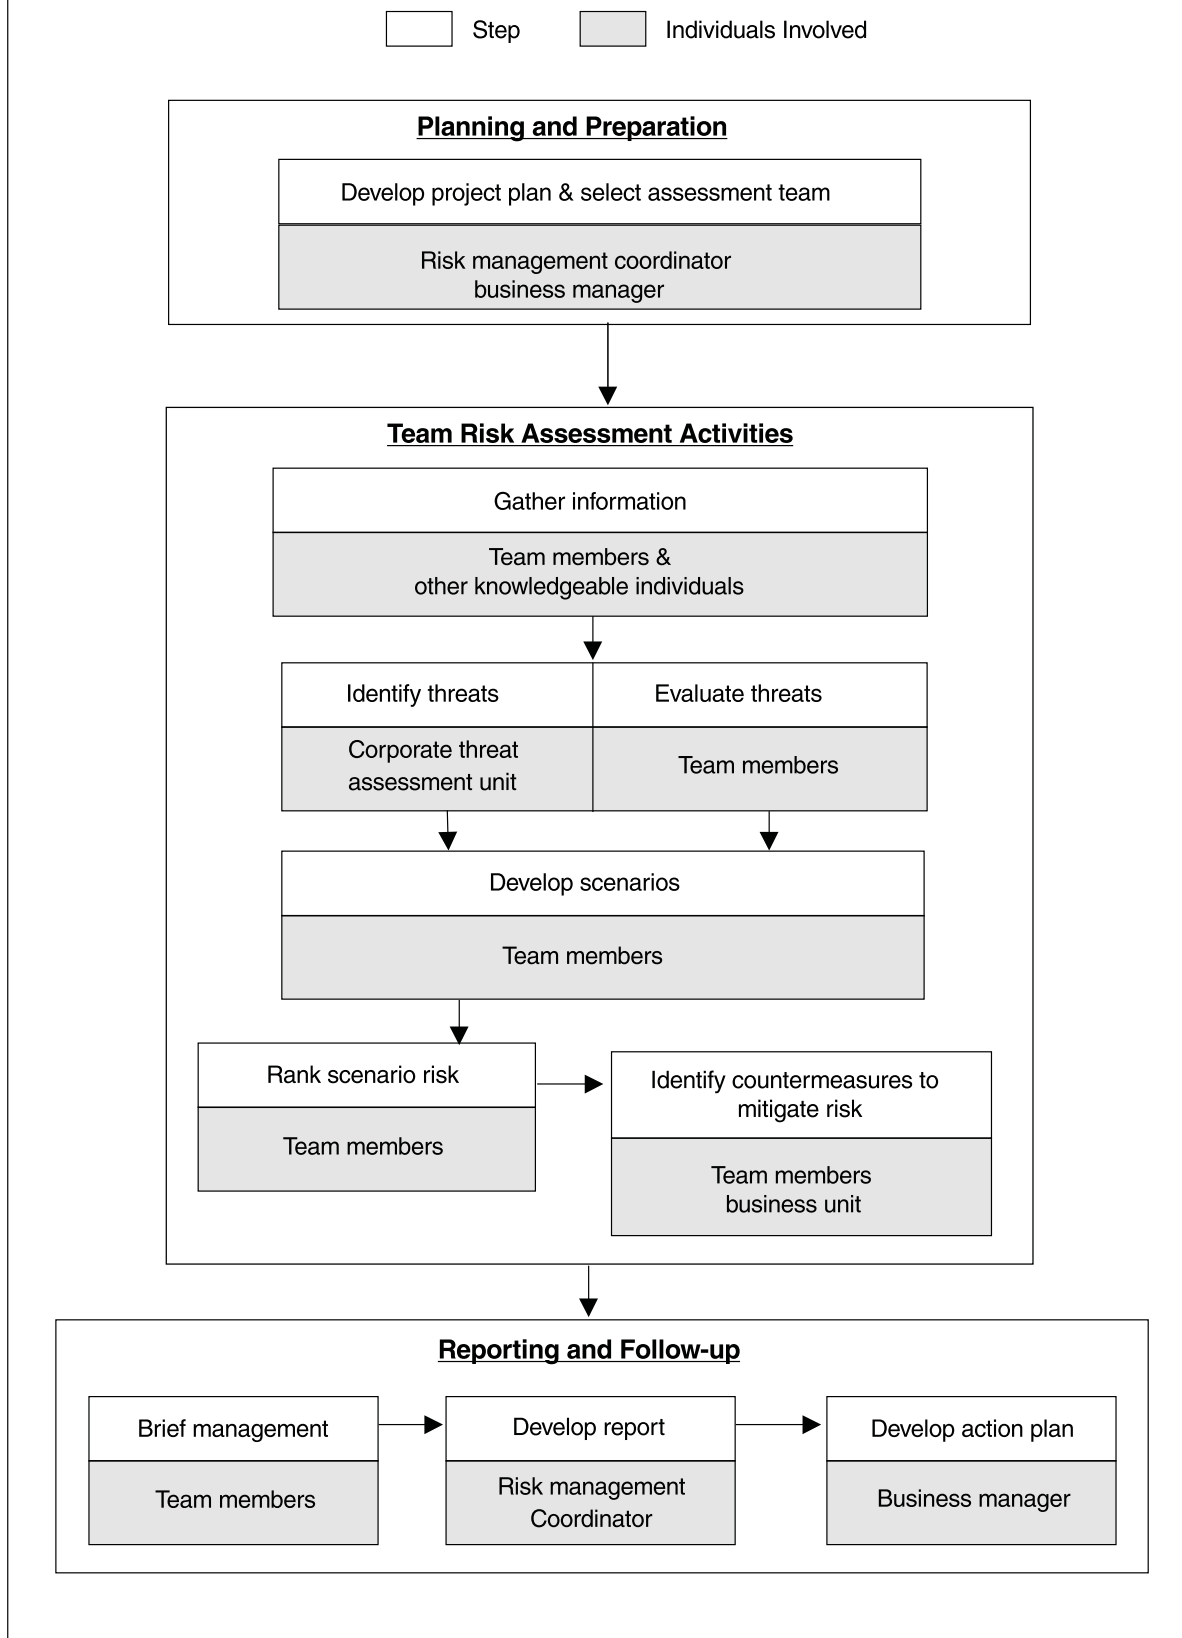 Step
Individuals Involved
Planning and Preparation
Develop project plan & select assessment team
Risk management coordinator
business manager
Team Risk Assessment Activities
Gather information
Team members &
other knowledgeable individuals
Identify threats
Evaluate threats
Corporate threat
assessment unit
Team members
Develop scenarios
Team members
Rank scenario risk
Team members
Identify countermeasures to
mitigate risk
Team members
business unit
Reporting and Follow-up
Brief management
Team members
Develop report
Risk management
Coordinator
Develop action plan
Business manager